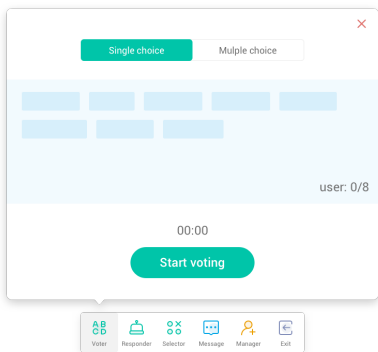 Single choice Mulple choice
user: 0/8
00:00
Start voting
A B
C D
Voter Responder Selector Message Manager Exit